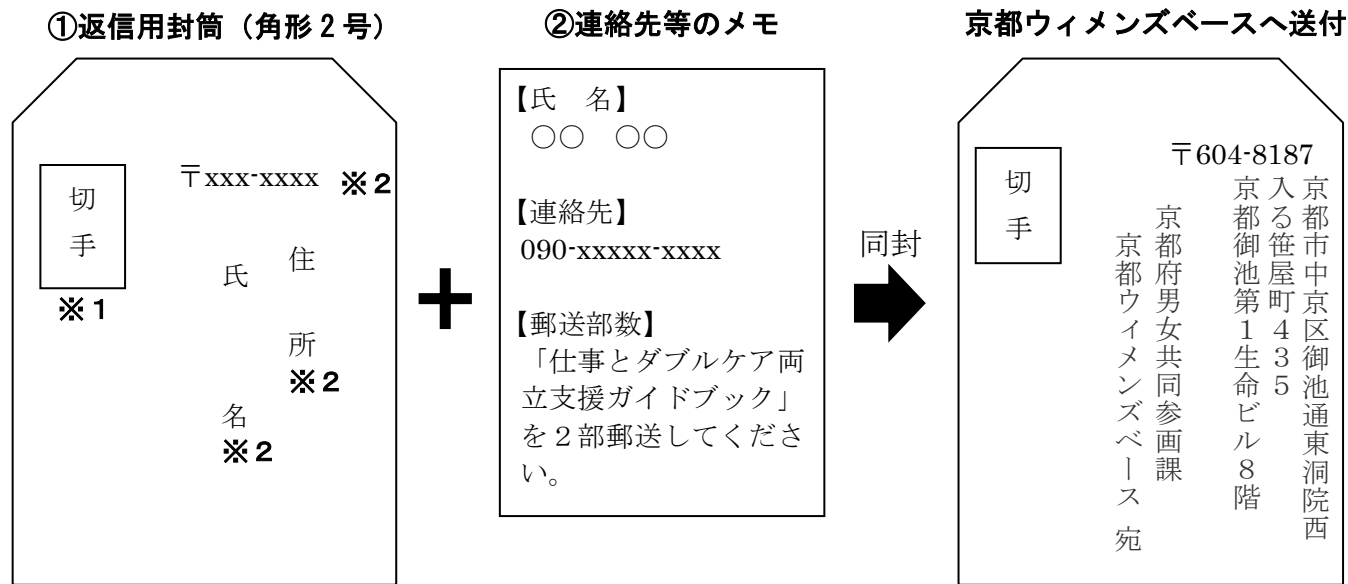 ①返信用封筒（角形２号）
切手
※１
〒xxx-xxxx ※２
住所
※２
氏名
※２
＋
②連絡先等のメモ
【氏　名】
○○　○○
【連絡先】
090-xxxxx-xxxx
【郵送部数】
「仕事とダブルケア両
立支援ガイドブック」
を２部郵送してくださ
い。
同封
京都ウィメンズベースへ送付
切手
〒604-8187
京都市中京区御池通東洞院西
入る笹屋町４３５
京都御池第１生命ビル８階
京都府男女共同参画課
京都ウィメンズベース 宛